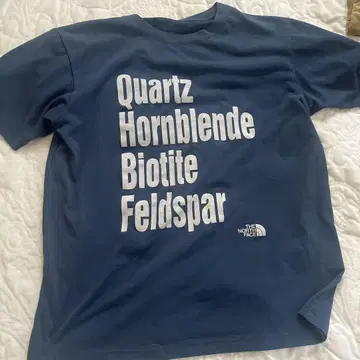 Quartz
Hornblende
Biotite
Feldspar
THE
NORTH
FACE